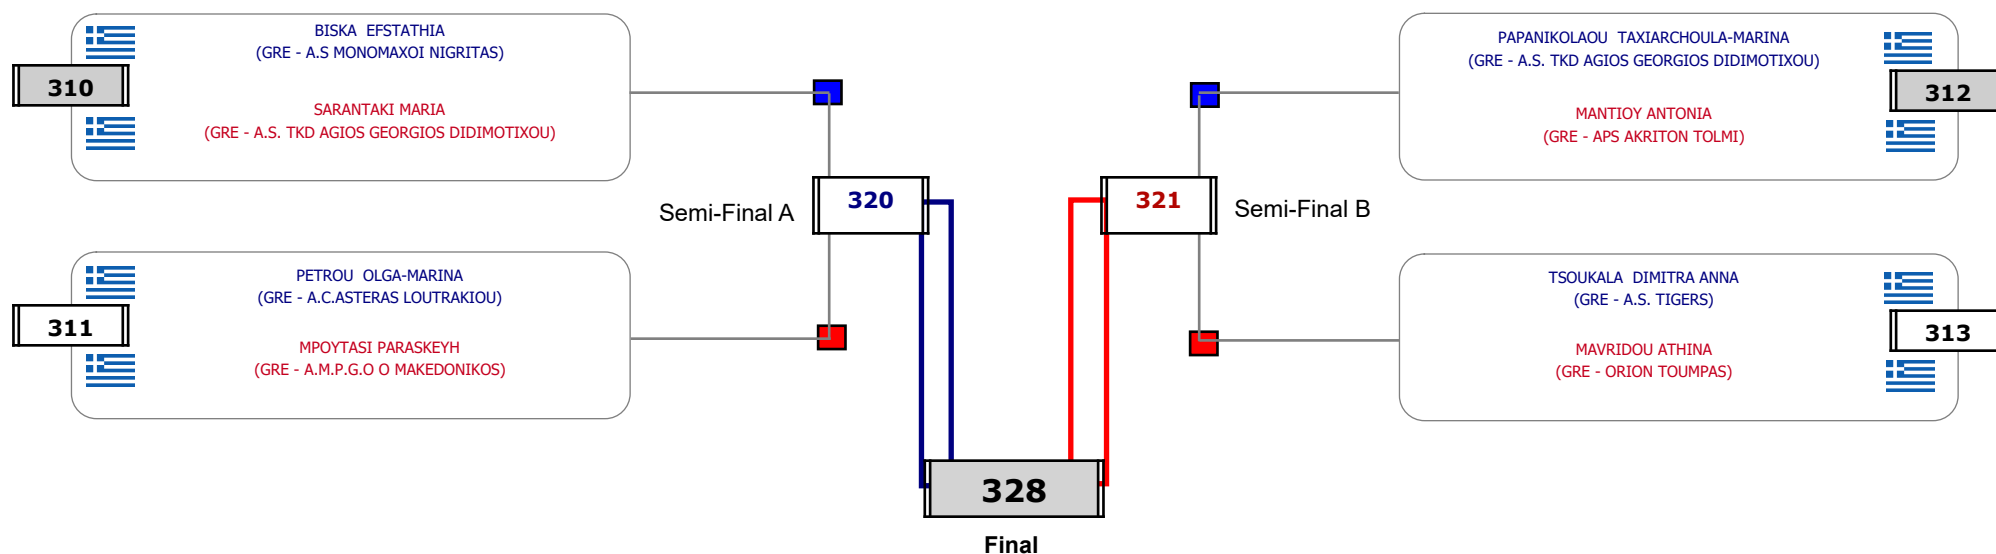 BISKA EFSTATHIA
(GRE - A.S MONOMAXOI NIGRITAS)
310
SARANTAKI MARIA
(GRE - A.S. TKD AGIOS GEORGIOS DIDIMOTIXOU)
PAPANIKOLAOU TAXIARCHOULA-MARINA
(GRE - A.S. TKD AGIOS GEORGIOS DIDIMOTIXOU)
312
MANTIOY ANTONIA
(GRE - APS AKRITON TOLMI)
Semi-Final A
320
321
Semi-Final B
PETROU OLGA-MARINA
(GRE - A.C.ASTERAS LOUTRAKIOU)
311
MPOYTASI PARASKEYH
(GRE - A.M.P.G.O O MAKEDONIKOS)
TSOUKALA DIMITRA ANNA
(GRE - A.S. TIGERS)
313
MAVRIDOU ATHINA
(GRE - ORION TOUMPAS)
328
Final